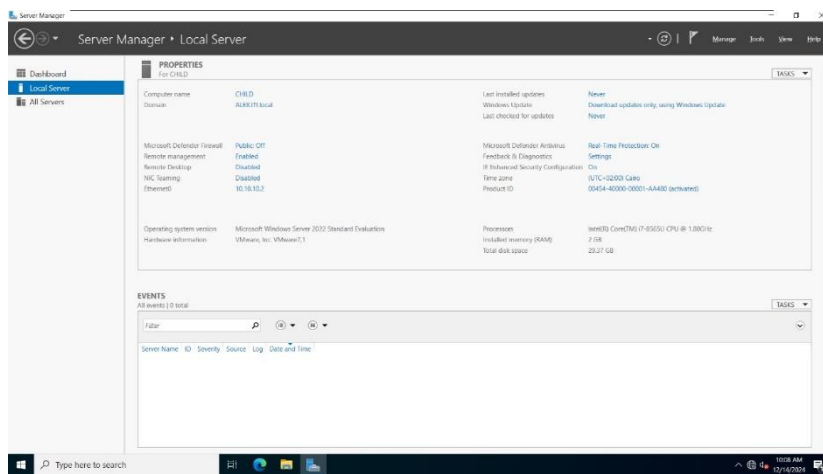 Server Manager
Server Manager • Local Server
Manage Tools View Help
Dashboard
Local Server
All Servers
PROPERTIES
For CHILD
TASKS
Computer name CHILD
Domain
Last installed updates Never
Windows Update Download updates only, using Windows Update
Last checked for updates Never
Microsoft Defender Firewall Public: Off
Remote management Enabled
Remote Desktop Disabled
NIC Teaming Disabled
Ethernet0 10.10.10.2
Microsoft Defender Antivirus Real-Time Protection: On
Feedback & Diagnostics Settings
IE Enhanced Security Configuration On
Time zone (UTC+02:00) Cairo
Product ID 00454-40000-00001-AA480 (activated)
Operating system version Microsoft Windows Server 2022 Standard Evaluation
Hardware information VMware, Inc. VMware7,1
Processors Intel(R) Core(TM) i7-8565U CPU @ 1.80GHz
Installed memory (RAM) 2 GB
Total disk space 29.37 GB
EVENTS
All events | 0 total
TASKS
Filter
Server Name ID Severity Source Log Date and Time
Type here to search
10:08 AM
12/14/2024